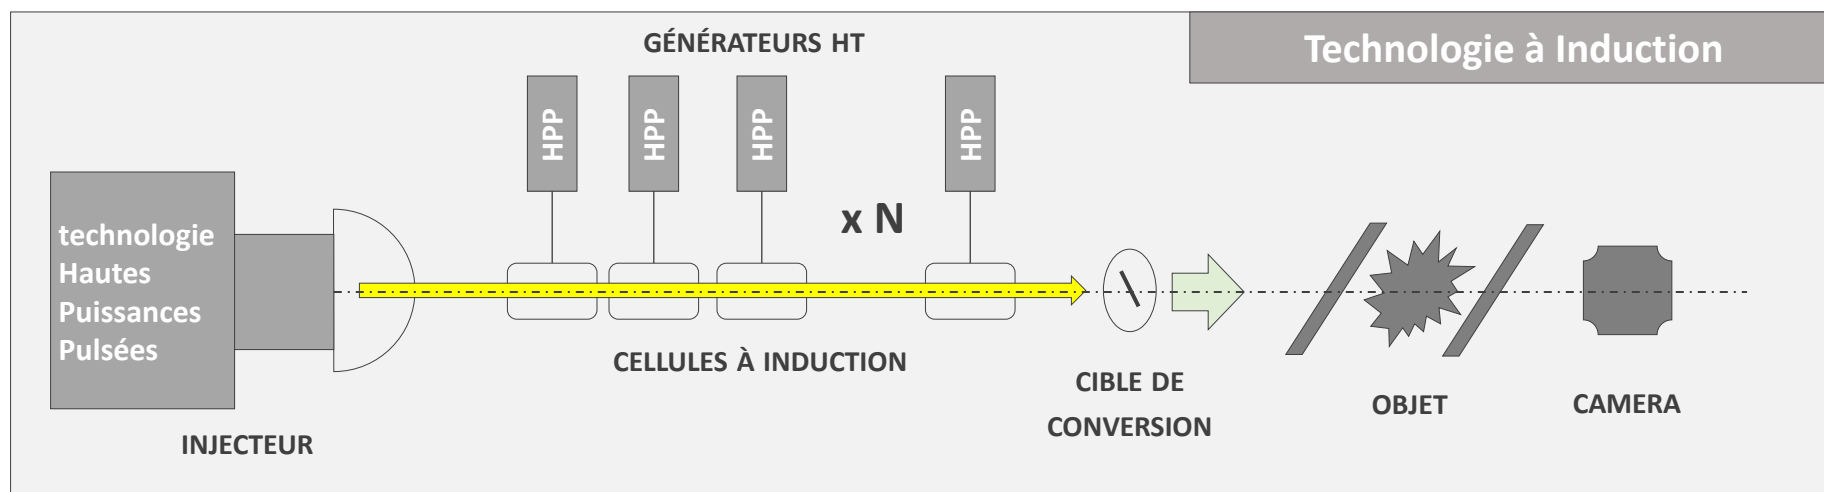 GÉNÉRATEURS HT
Technologie à Induction
HPP
HPP
HPP
HPP
x N
technologie
Hautes
Puissances
Pulsées
CELLULES À INDUCTION
CIBLE DE
CONVERSION
OBJET
CAMERA
INJECTEUR